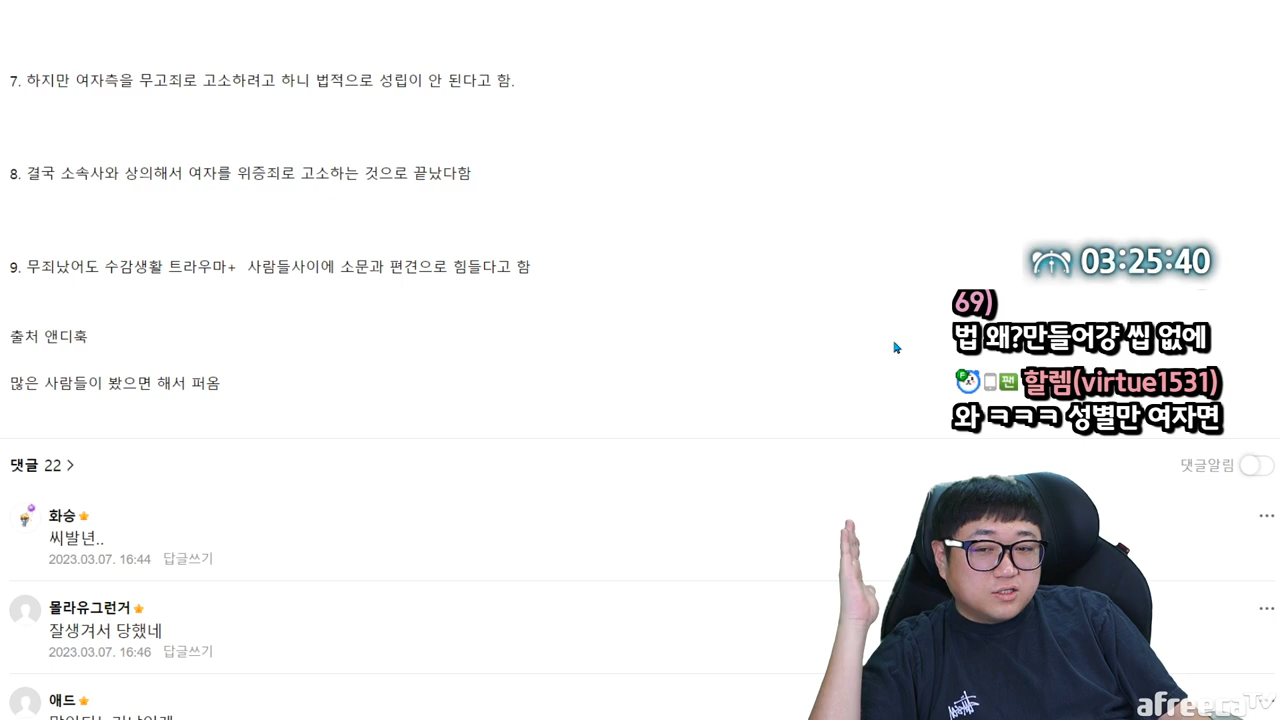 7. 하지만 여자측을 무고죄로 고소하려고 하니 법적으로 성립이 안 된다고 함.
8. 결국 소속사와 상의해서 여자를 위증죄로 고소하는 것으로 끝났다함
9. 무죄났어도 수감생활 트라우마+ 사람들사이에 소문과 편견으로 힘들다고 함
출처 앤디훅
많은 사람들이 봤으면 해서 퍼옴
03:25:40
69)
법 왜?만들어걍 씹 없에
팬 할렘(virtue1531)
와 ㅋㅋㅋ 성별만 여자면
댓글 22 >
댓글알림
화승
씨발년..
2023.03.07. 16:44 답글쓰기
몰라유그런거
잘생겨서 당했네
2023.03.07. 16:46 답글쓰기
애드
afreecaTV